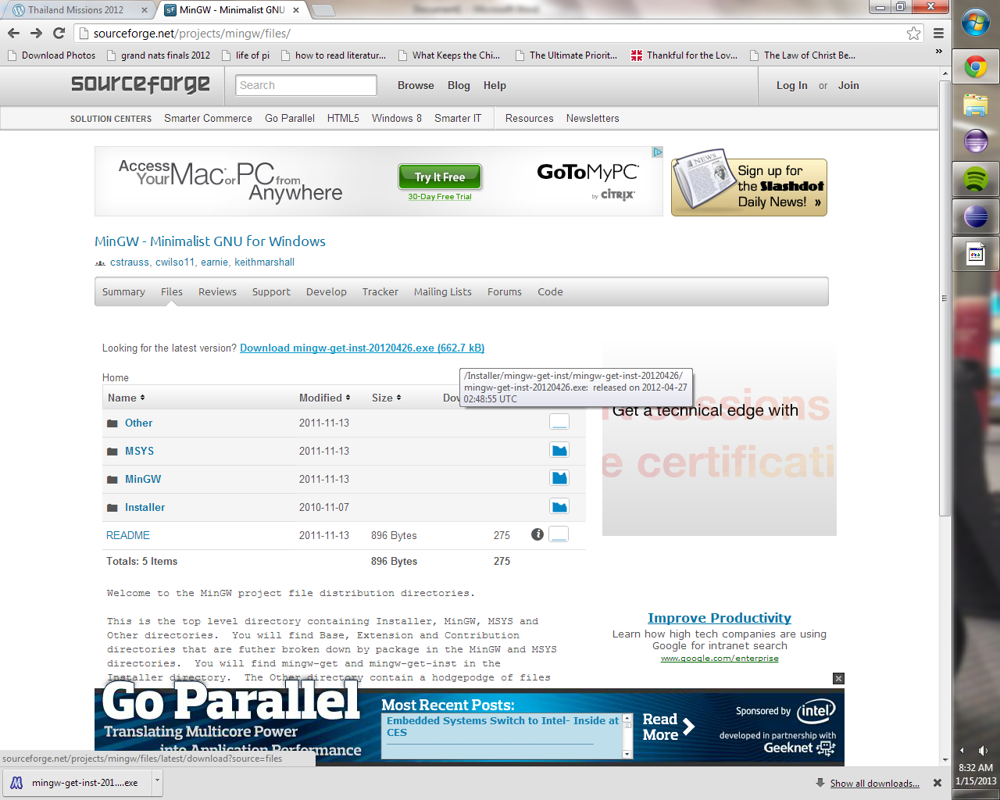 Thailand Missions 2012
MinGW - Minimalist GNU
sourceforge.net/projects/mingw/files/
Download Photos
grand nats finals 2012
life of pi
how to read literatur...
What Keeps the Chi...
The Ultimate Priorit...
Thankful for the Lov...
The Law of Christ Be...
»
sourceforge
Search
Browse
Blog
Help
Log In or Join
SOLUTION CENTERS
Smarter Commerce
Go Parallel
HTML5
Windows 8
Smarter IT
Resources
Newsletters
Access
Your Mac or PC from
Anywhere
Try It Free
30-Day Free Trial
GoToMyPC
by CITRIX
NEWS
Sign up for
the Slashdot
Daily News! »
MinGW - Minimalist GNU for Windows
cstrauss, cwilso11, earnie, keithmarshall
Summary
Files
Reviews
Support
Develop
Tracker
Mailing Lists
Forums
Code
Looking for the latest version? Download mingw-get-inst-20120426.exe (662.7 kB)
/Installer/mingw-get-inst/mingw-get-inst-20120426/
mingw-get-inst-20120426.exe: released on 2012-04-27
02:48:55 UTC
Home
Name Modified Size
Other 2011-11-13
MSYS 2011-11-13
MinGW 2011-11-13
Installer 2010-11-07
README 2011-11-13 896 Bytes 275
Totals: 5 Items 896 Bytes 275
Get a technical edge with
Welcome to the MinGW project file distribution directories.
This is the top level directory containing Installer, MinGW, MSYS and
Other directories. You will find Base, Extension and Contribution
directories that are futher broken down by package in the MinGW and MSYS
directories. You will find mingw-get and mingw-get-inst in the
Installer directory. The Other directory contain a hodgepodge of files
Improve Productivity
Learn how high tech companies are using
Google for intranet search
www.google.com/enterprise
Go Parallel
Translating Multicore Power
into Application Performance
Most Recent Posts:
Embedded Systems Switch to Intel- Inside at
CES
Read
More
Sponsored by intel
developed in partnership with
Geeknet
sourceforge.net/projects/mingw/files/latest/download?source=files
mingw-get-inst-201....exe
Show all downloads...
8:32 AM
1/15/2013